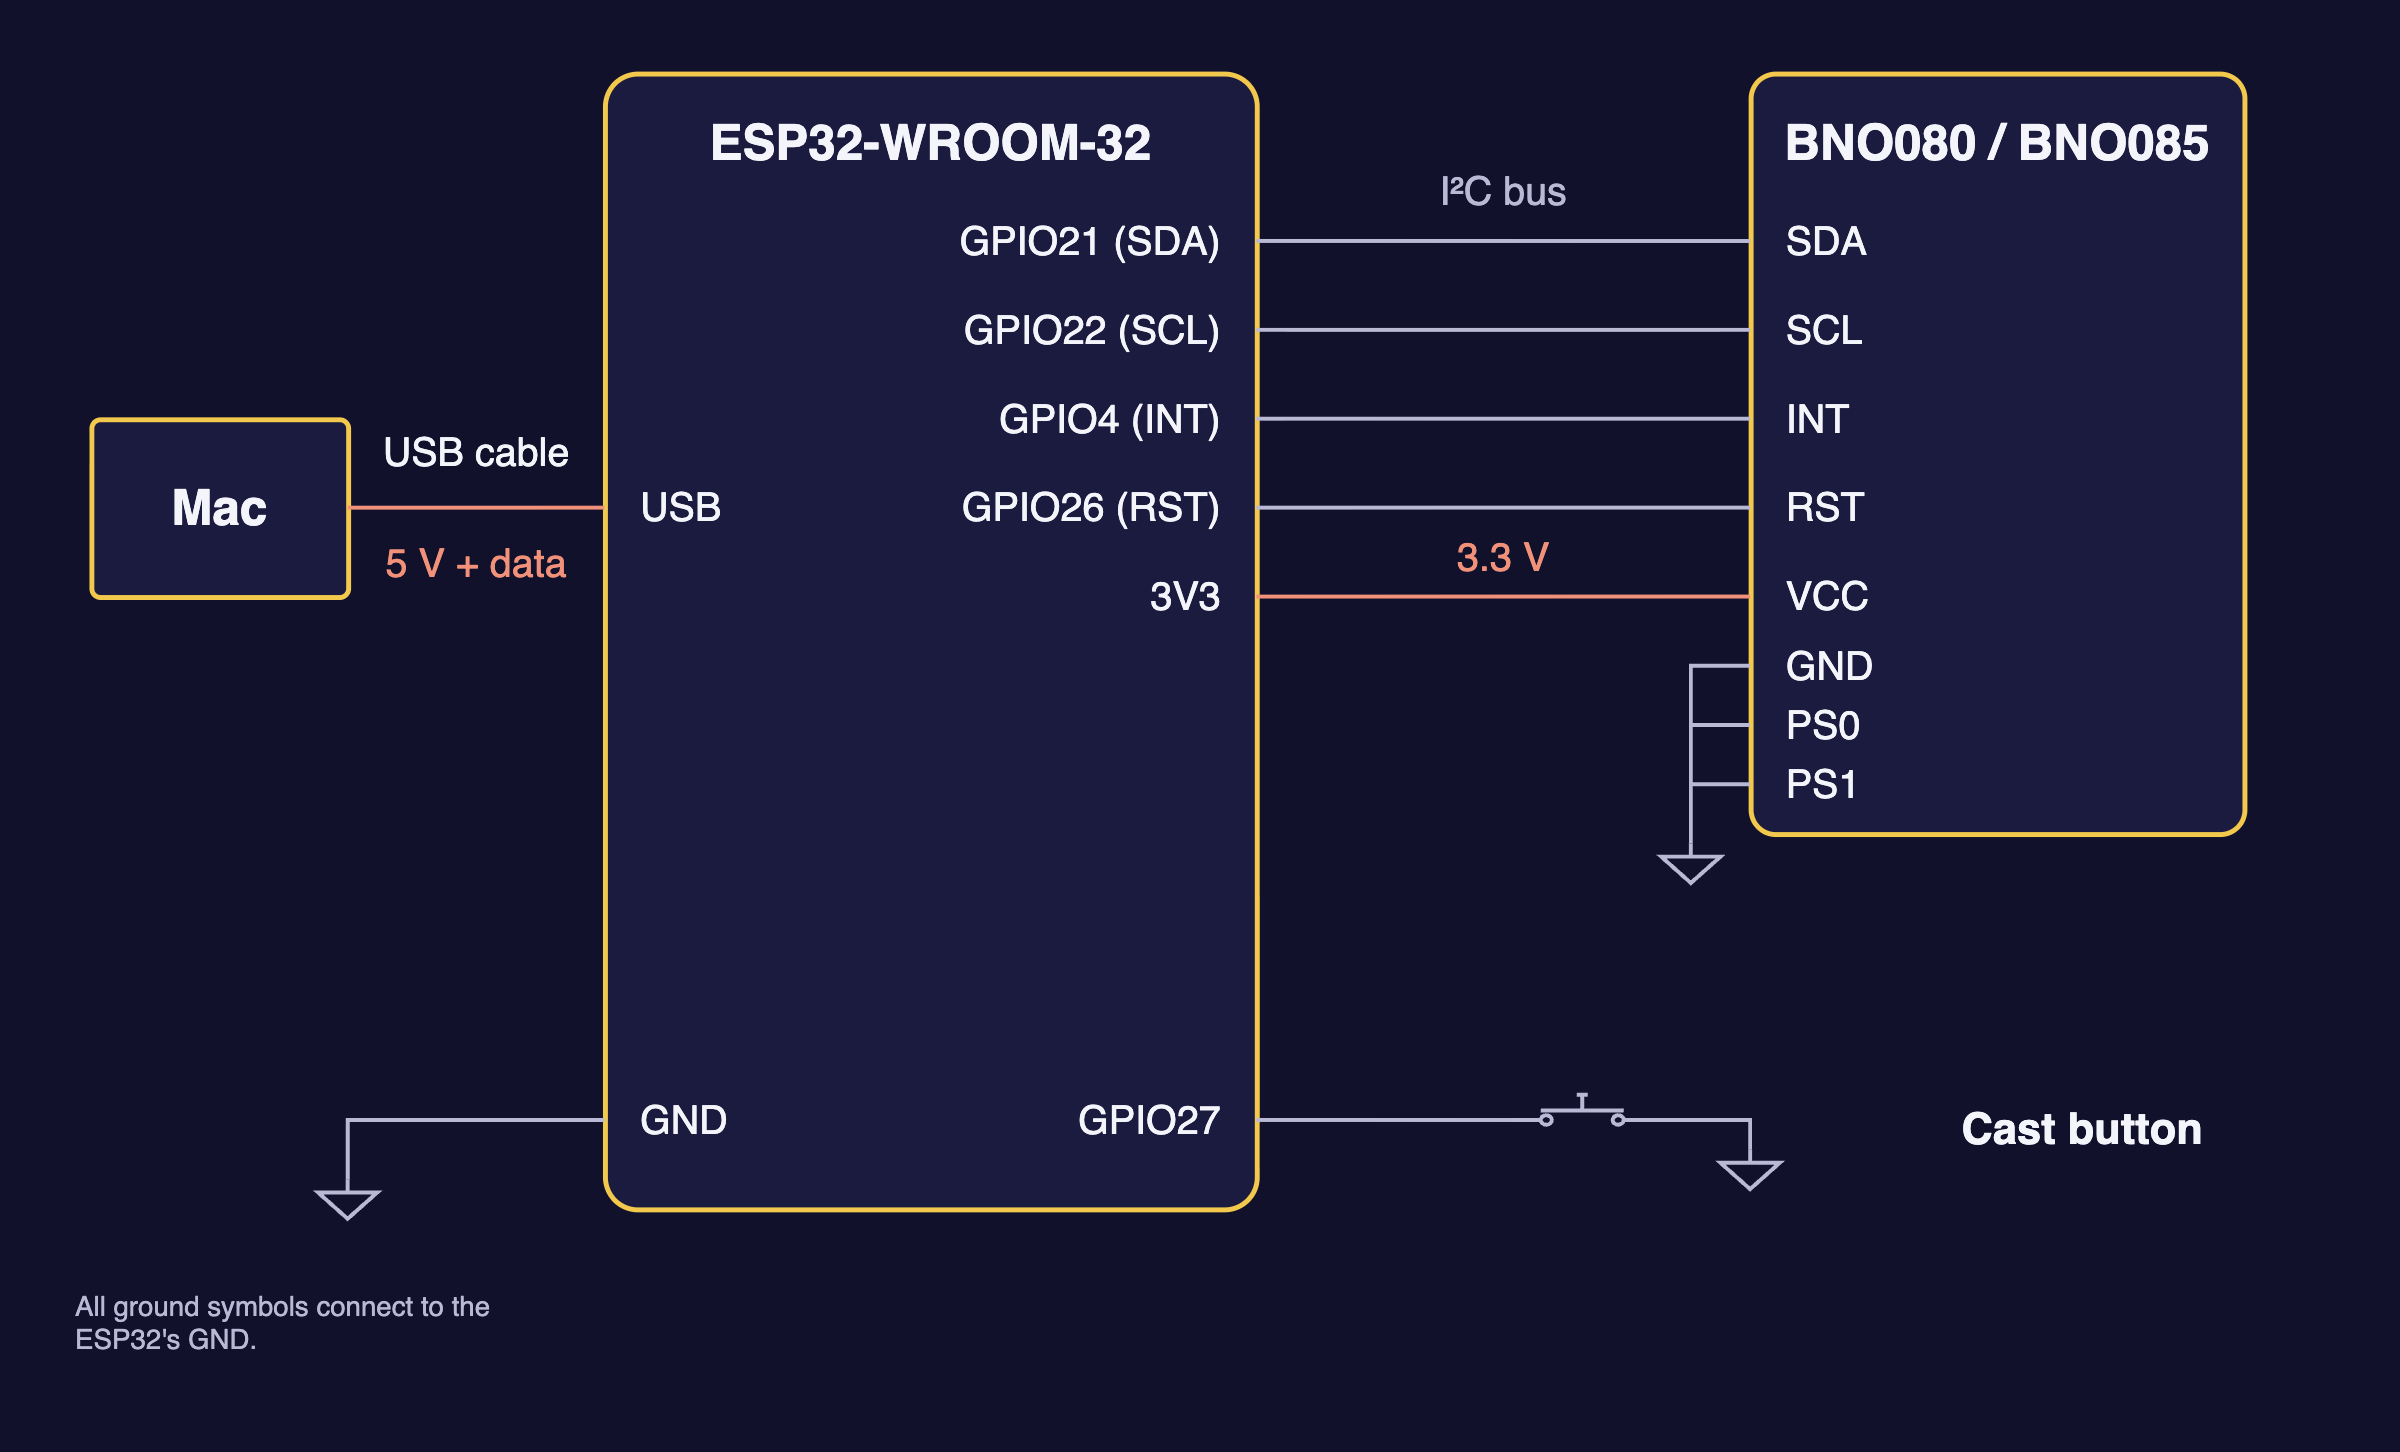 ESP32-WROOM-32
BNO080 / BNO085
I²C bus
GPIO21 (SDA)
SDA
GPIO22 (SCL)
SCL
GPIO4 (INT)
INT
USB cable
Mac
USB
GPIO26 (RST)
RST
5 V + data
3.3 V
3V3
VCC
GND
PS0
PS1
GND
GPIO27
Cast button
All ground symbols connect to the
ESP32's GND.